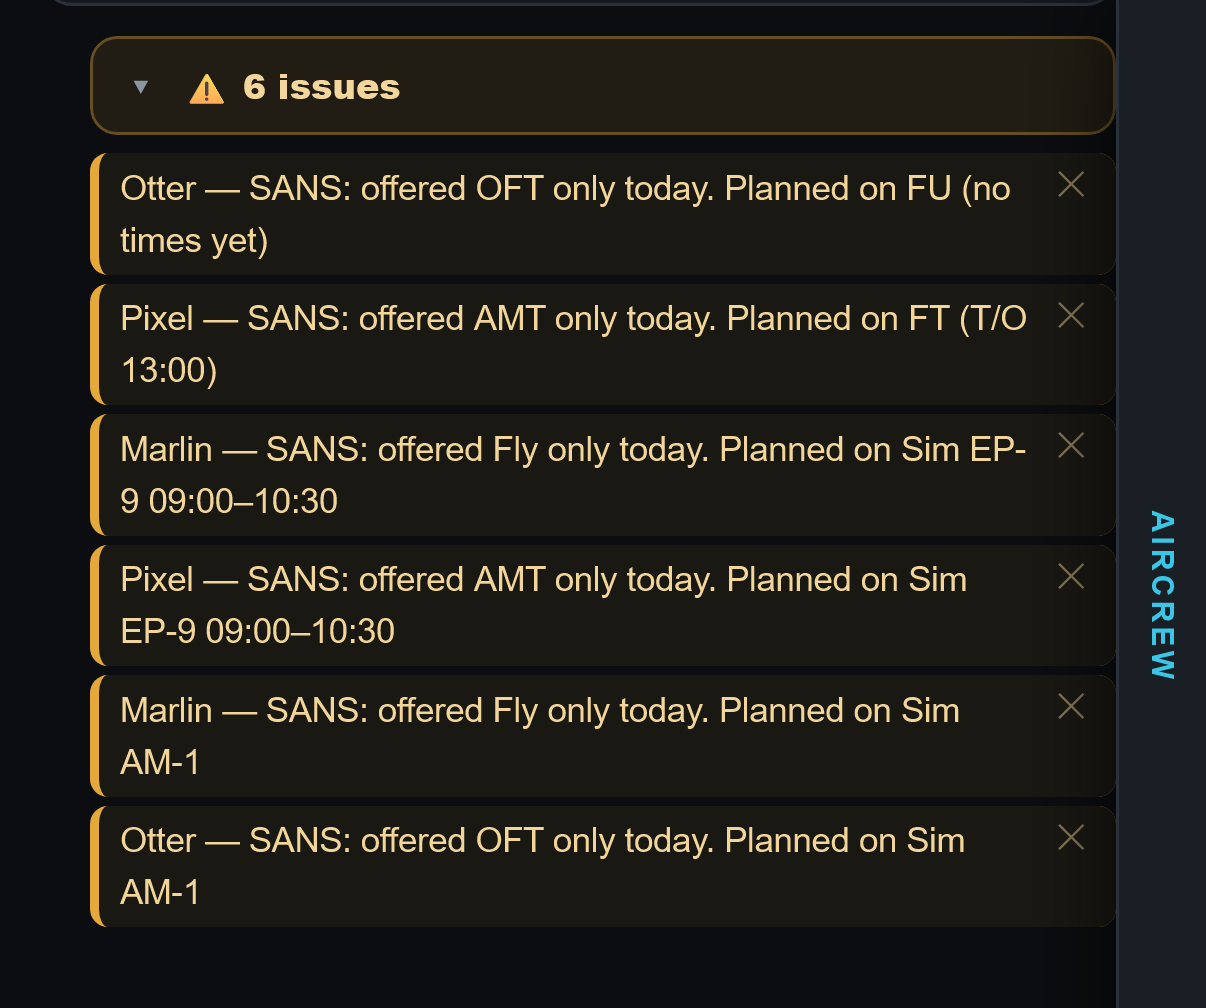 6 issues
Otter — SANS: offered OFT only today. Planned on FU (no
times yet)
Pixel — SANS: offered AMT only today. Planned on FT (T/O
13:00)
Marlin — SANS: offered Fly only today. Planned on Sim EP-
9 09:00–10:30
Pixel — SANS: offered AMT only today. Planned on Sim
EP-9 09:00–10:30
Marlin — SANS: offered Fly only today. Planned on Sim
AM-1
Otter — SANS: offered OFT only today. Planned on Sim
AM-1
AIRCREW